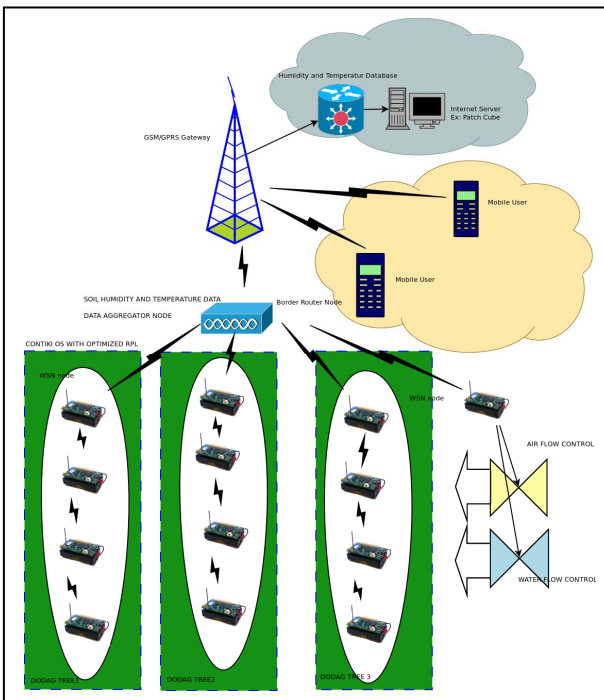 Humidity and Temperatur Database
Internet Server
Ex: Patch Cube
GSM/GPRS Gateway
Mobile User
Mobile User
SOIL HUMIDITY AND TEMPERATURE DATA
Border Router Node
DATA AGGREGATOR NODE
CONTIKI OS WITH OPTIMIZED RPL
WSN node
WSN node
AIR FLOW CONTROL
WATER FLOW CONTROL
DODAG TREE1
DODAG TREE2
DODAG TREE 3